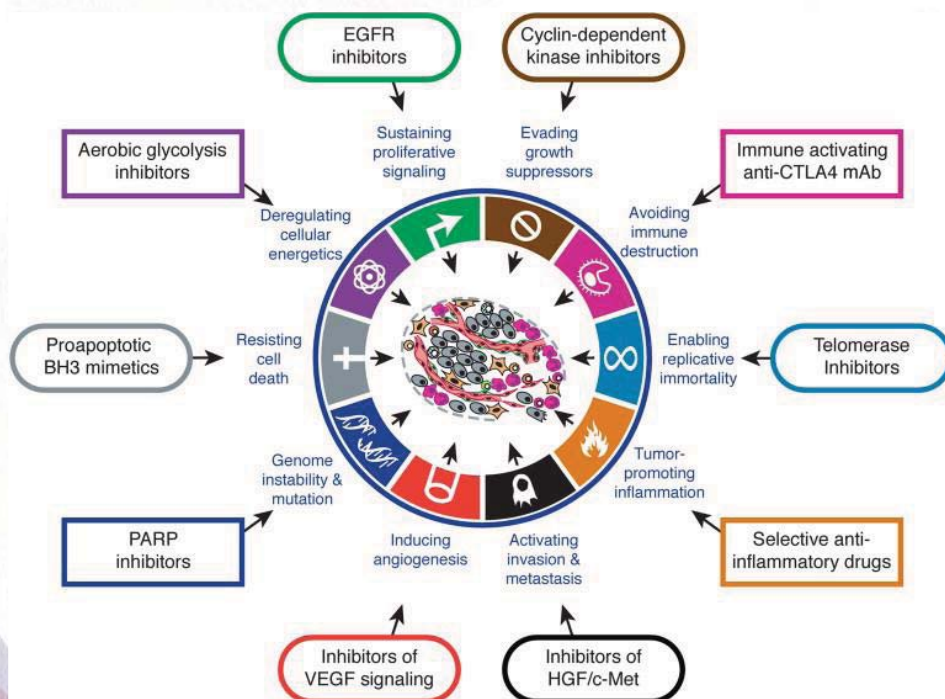 EGFR
inhibitors
Cyclin-dependent
kinase inhibitors
Sustaining
proliferative
signaling
Evading
growth
suppressors
Aerobic glycolysis
inhibitors
Immune activating
anti-CTLA4 mAb
Deregulating
cellular
energetics
Avoiding
immune
destruction
Proapoptotic
BH3 mimetics
Resisting
cell
death
Enabling
replicative
immortality
Telomerase
Inhibitors
Genome
instability &
mutation
Tumor-
promoting
inflammation
PARP
inhibitors
Inducing
angiogenesis
Activating
invasion &
metastasis
Selective anti-
inflammatory drugs
Inhibitors of
VEGF signaling
Inhibitors of
HGF/c-Met